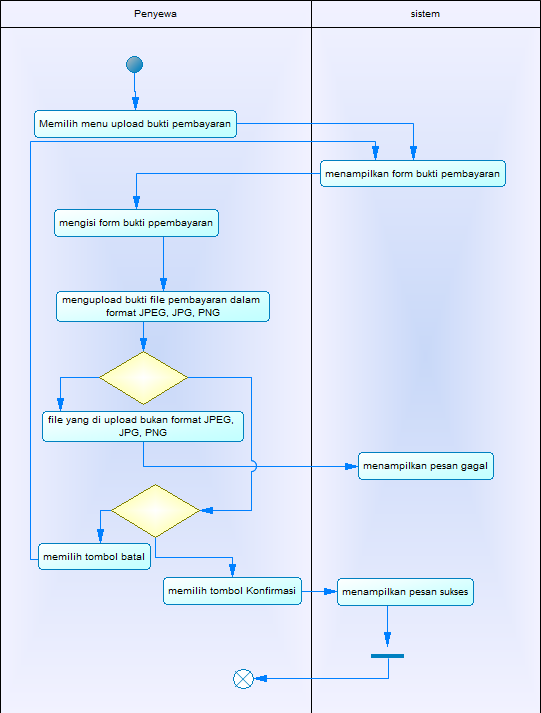 Penyewa
sistem
Memilih menu upload bukti pembayaran
menampilkan form bukti pembayaran
mengisi form bukti ppembayaran
mengupload bukti file pembayaran dalam
format JPEG, JPG, PNG
file yang di upload bukan format JPEG,
JPG, PNG
menampilkan pesan gagal
memilih tombol batal
memilih tombol Konfirmasi
menampilkan pesan sukses